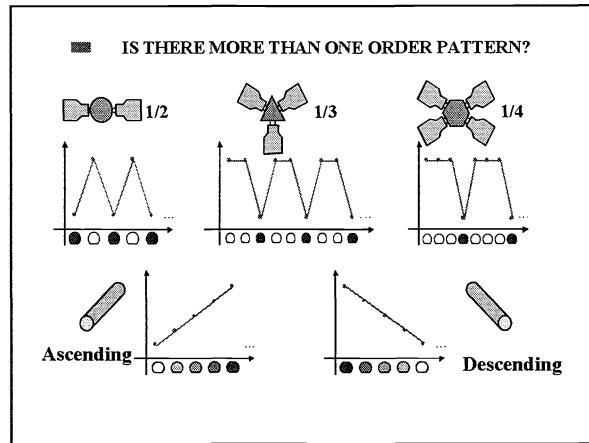 IS THERE MORE THAN ONE ORDER PATTERN?
1/2
1/3
1/4
...
...
...
...
...
Ascending
Descending